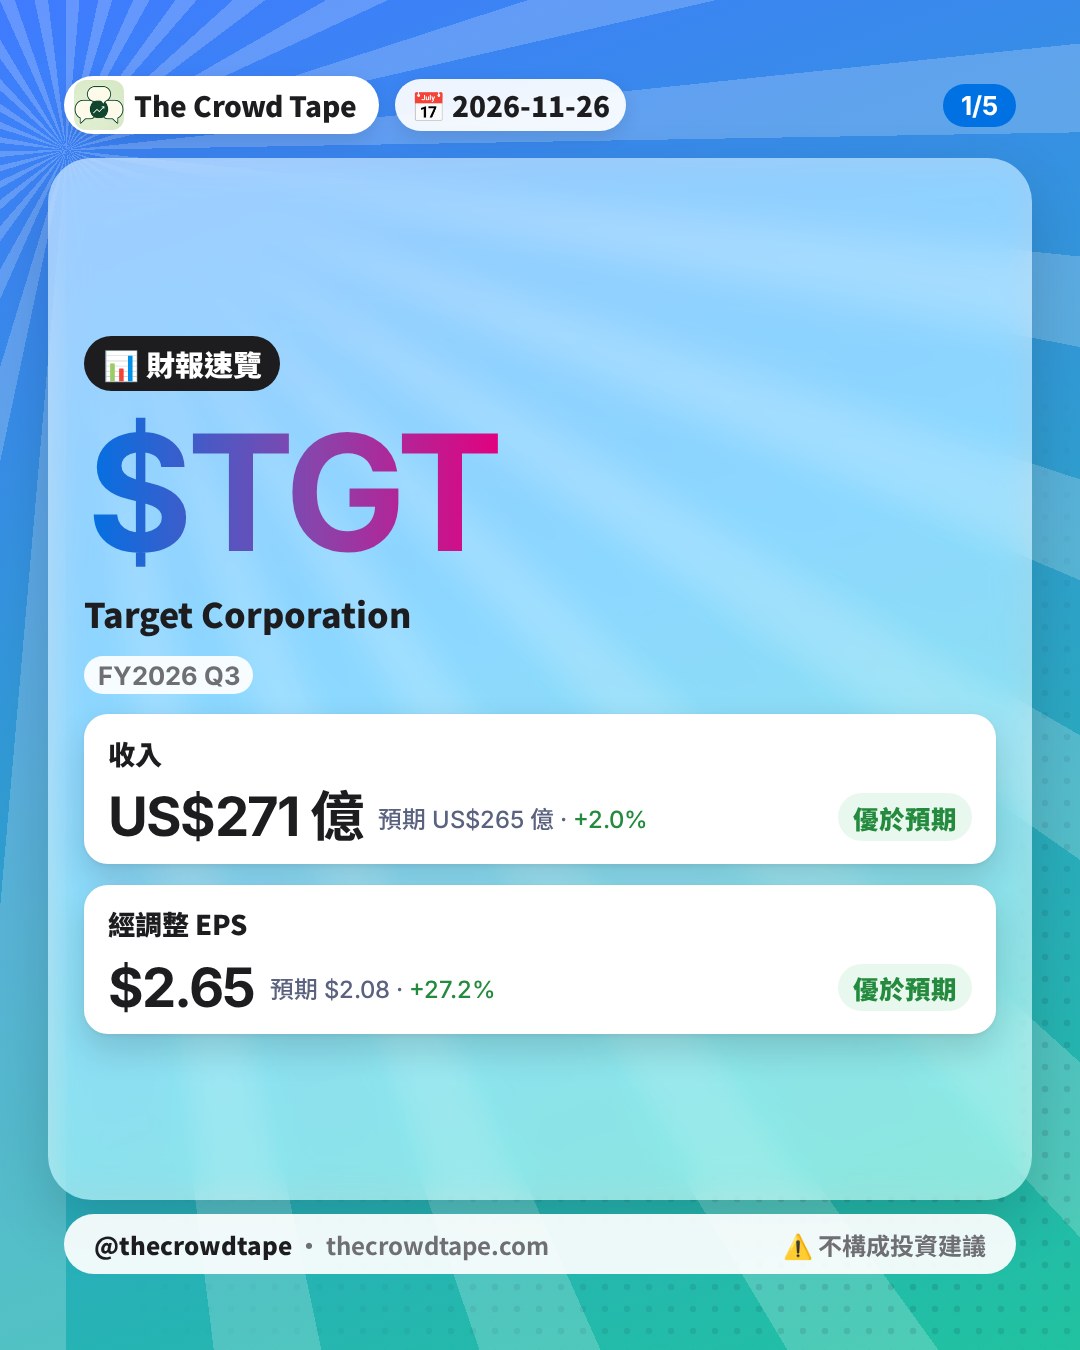 The Crowd Tape
📅 2026-11-26
1/5
📊 財報速覽
$TGT
Target Corporation
FY2026 Q3
收入
US$271 億 預期 US$265 億 · +2.0% 優於預期
經調整 EPS
$2.65 預期 $2.08 · +27.2% 優於預期
@thecrowdtape • thecrowdtape.com
⚠️ 不構成投資建議